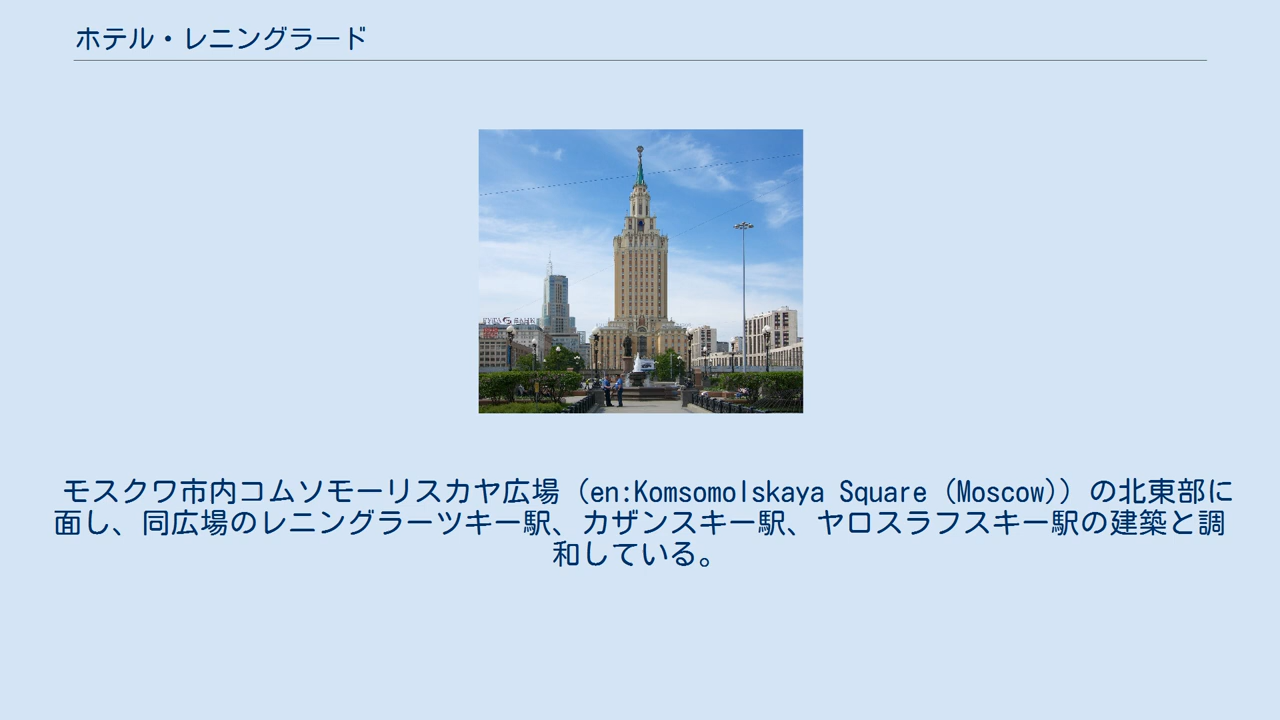 ホテル・レニングラード
モスクワ市内コムソモーリスカヤ広場（en:Komsomolskaya Square (Moscow)）の北東部に
面し、同広場のレニングラーツキー駅、カザンスキー駅、ヤロスラフスキー駅の建築と調
和している。